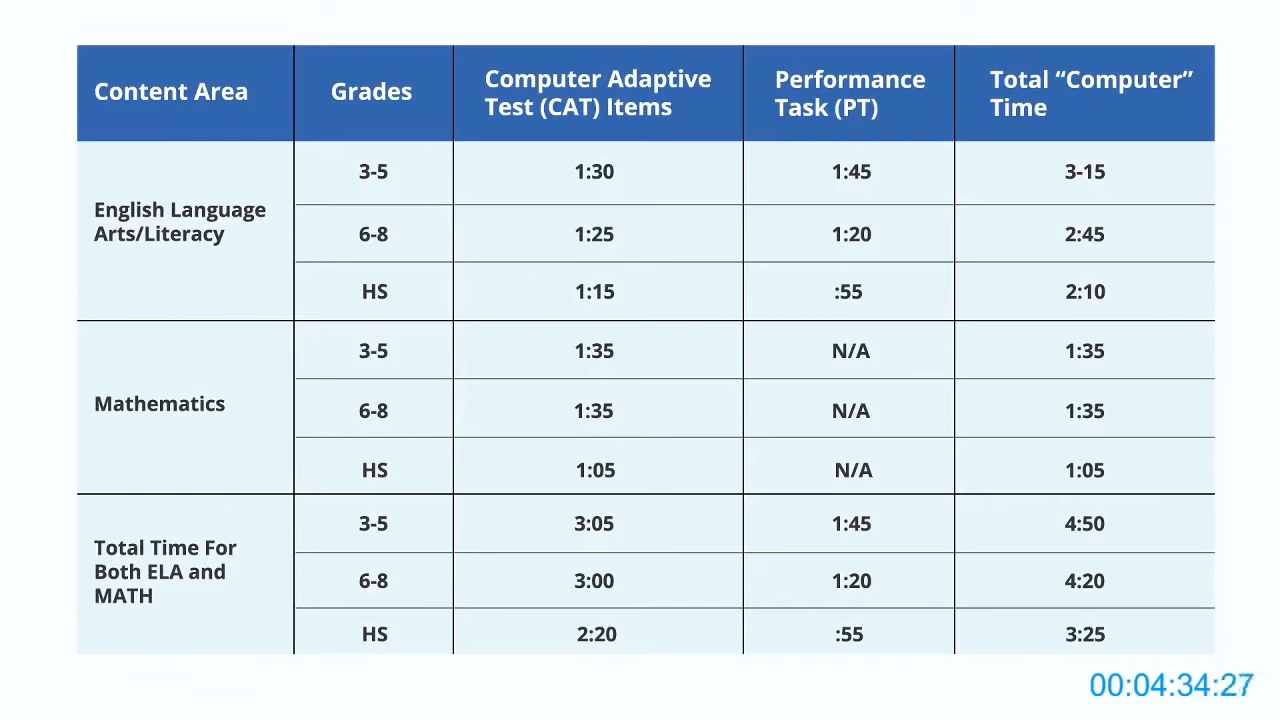 Content Area Grades Computer Adaptive Test (CAT) Items Performance Task (PT) Total “Computer” Time
English Language Arts/Literacy
3-5 1:30 1:45 3-15
6-8 1:25 1:20 2:45
HS 1:15 :55 2:10
Mathematics
3-5 1:35 N/A 1:35
6-8 1:35 N/A 1:35
HS 1:05 N/A 1:05
Total Time For Both ELA and MATH
3-5 3:05 1:45 4:50
6-8 3:00 1:20 4:20
HS 2:20 :55 3:25
00:04:34:27